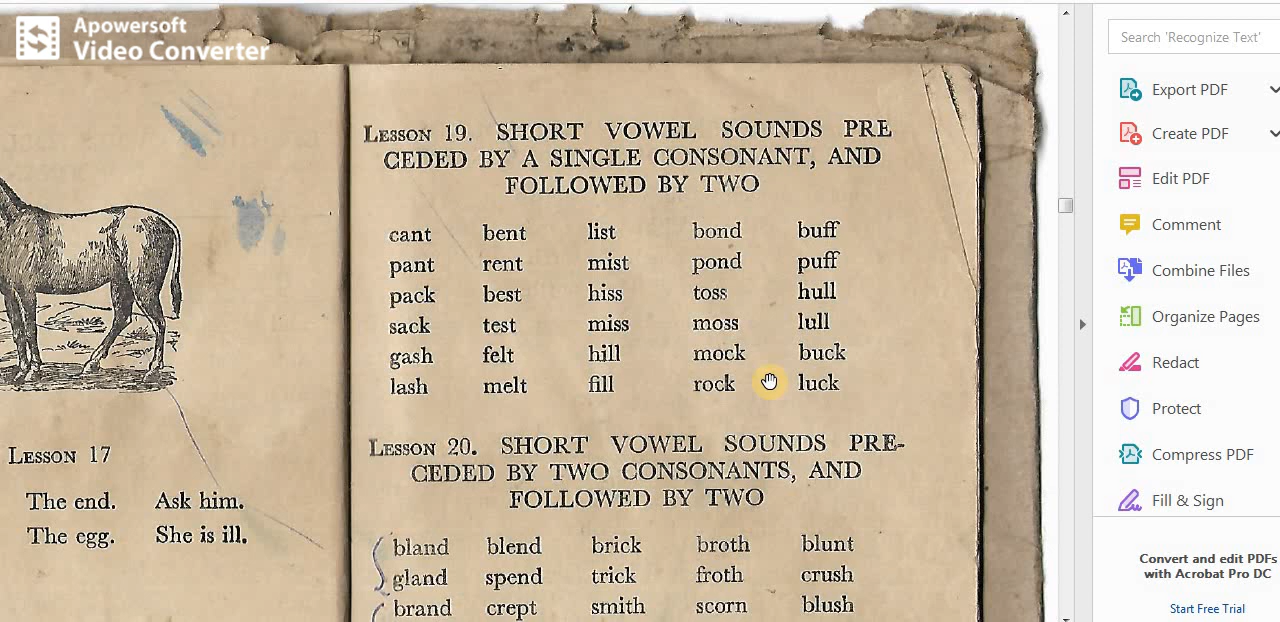 Apowersoft
Video Converter
LESSON 17
The end. Ask him.
The egg. She is ill.
LESSON 19. SHORT VOWEL SOUNDS PRE
CEDED BY A SINGLE CONSONANT, AND
FOLLOWED BY TWO
cant bent list bond buff
pant rent mist pond puff
pack best hiss toss hull
sack test miss moss lull
gash felt hill mock buck
lash melt fill rock luck
LESSON 20. SHORT VOWEL SOUNDS PRE-
CEDED BY TWO CONSONANTS, AND
FOLLOWED BY TWO
bland blend brick broth blunt
gland spend trick froth crush
brand crept smith scorn blush
Search 'Recognize Text'
Export PDF
Create PDF
Edit PDF
Comment
Combine Files
Organize Pages
Redact
Protect
Compress PDF
Fill & Sign
Convert and edit PDFs
with Acrobat Pro DC
Start Free Trial